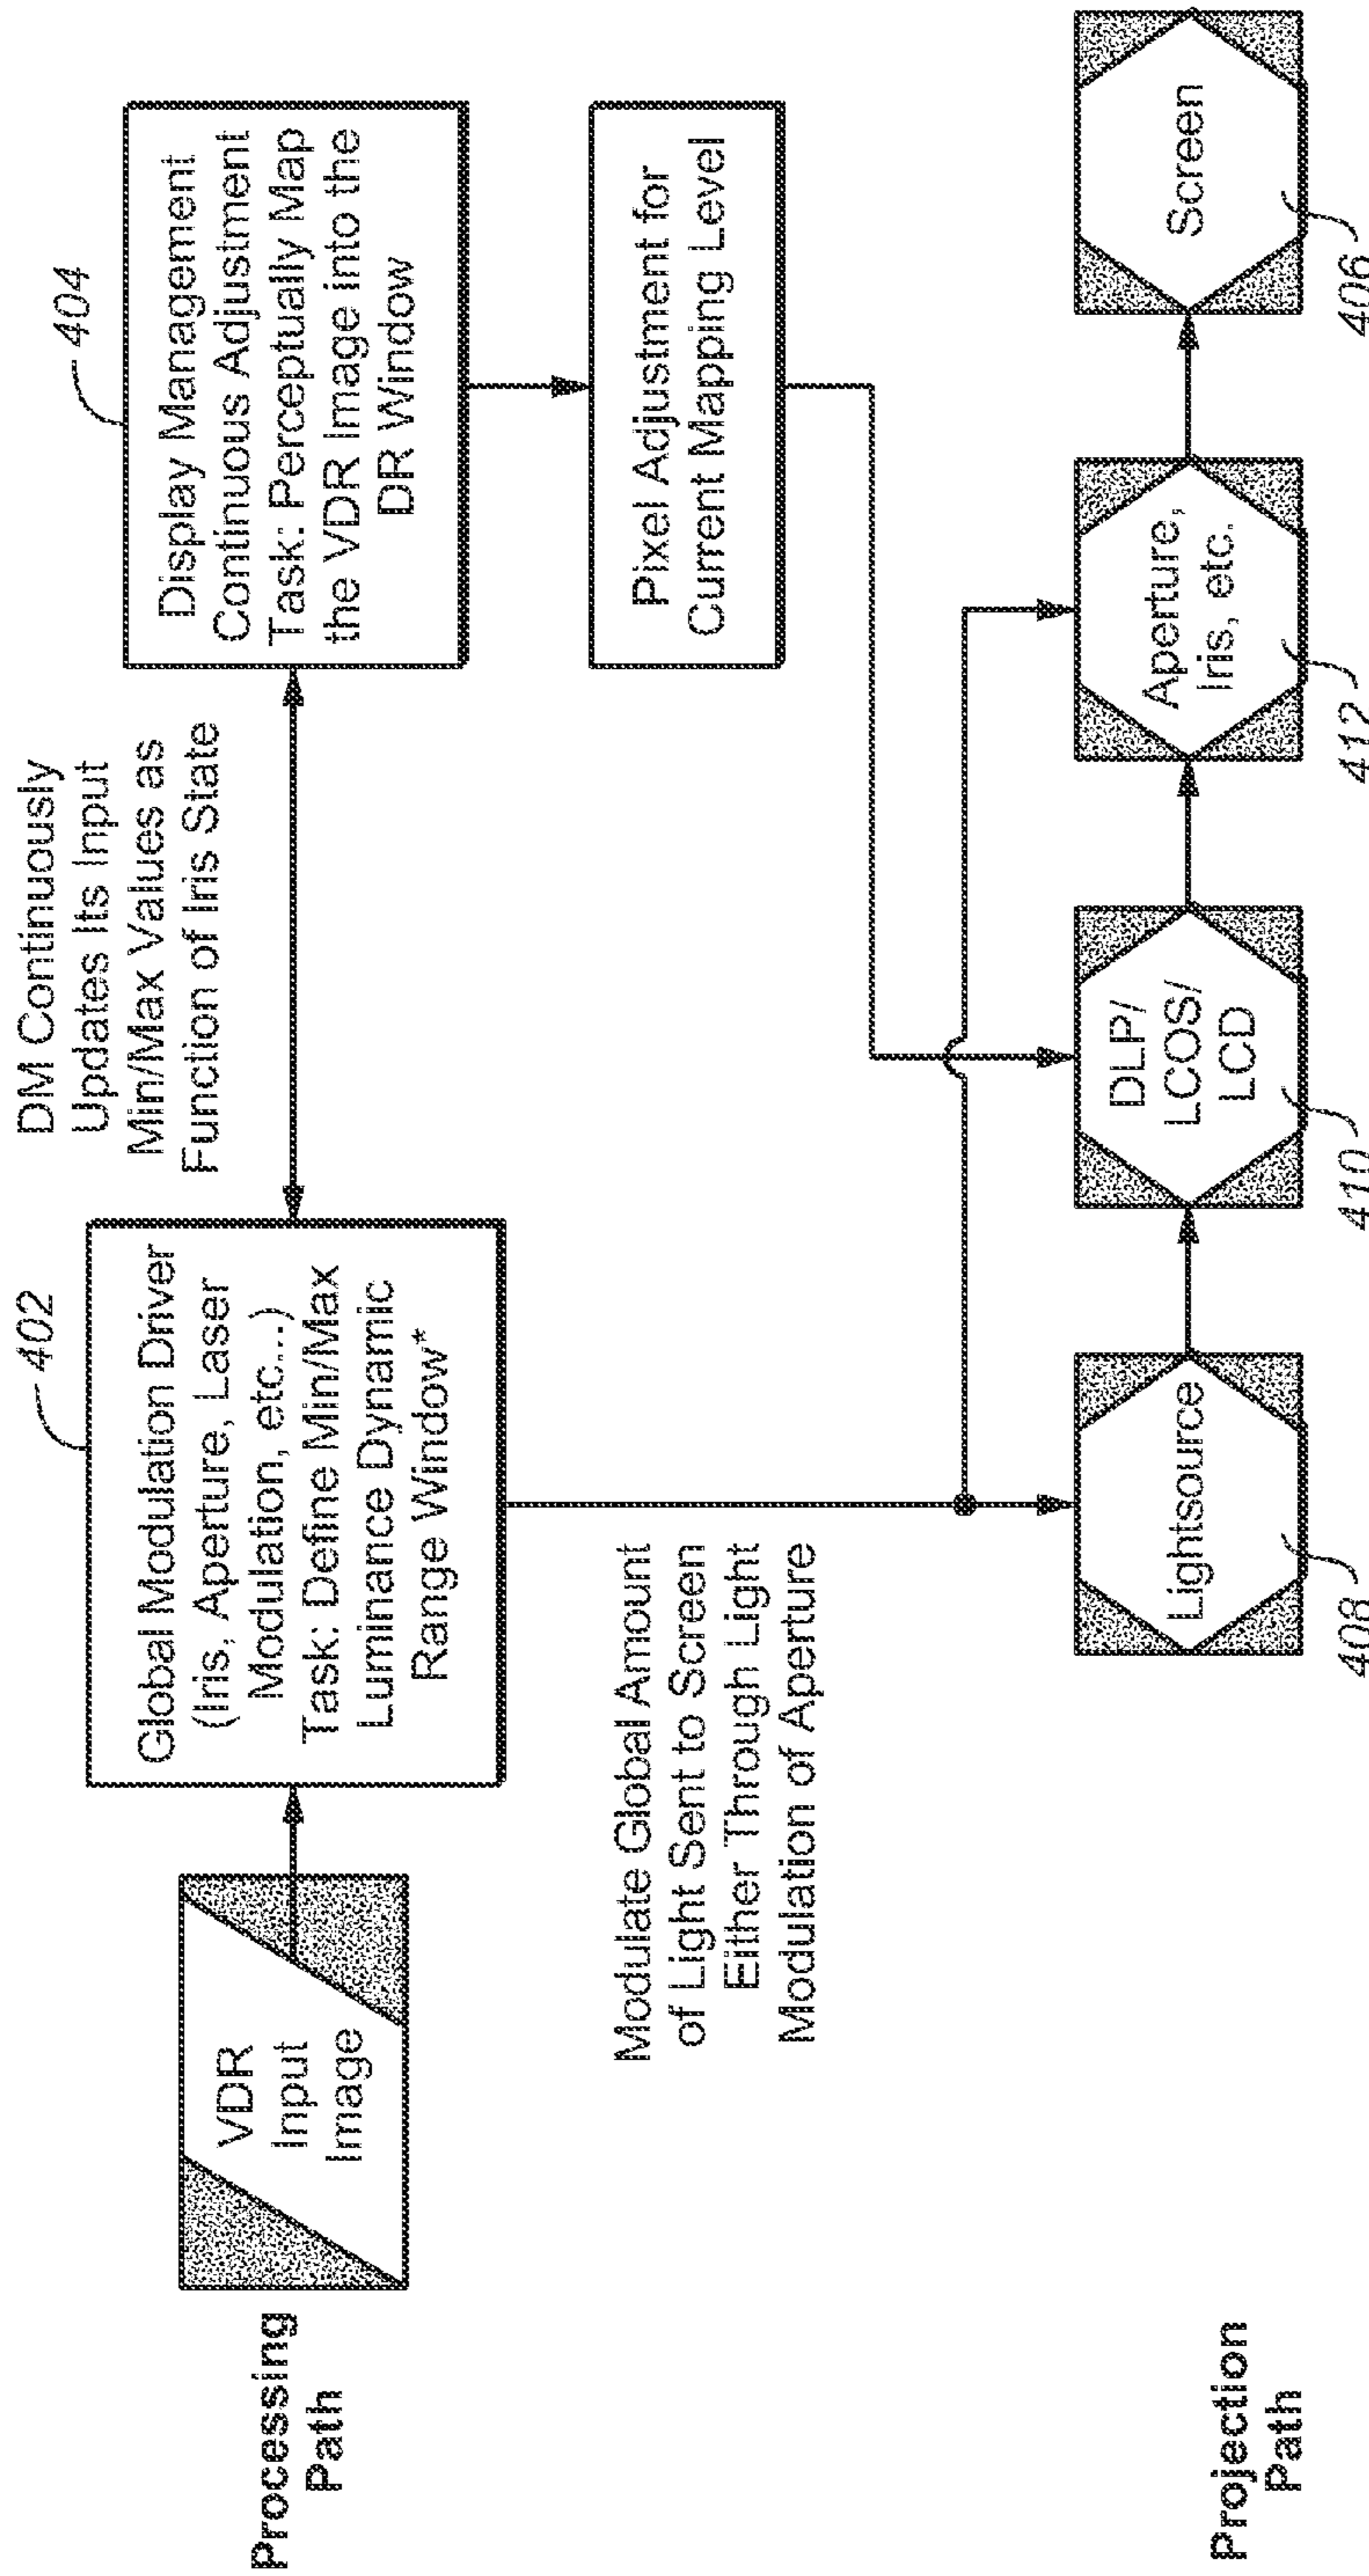 Processing
Path
VDR
Input
Image
402
Global Modulation Driver
(Iris, Aperture, Laser
Modulation, etc...)
Task: Define Min/Max
Luminance Dynamic
Range Window*
DM Continuously
Updates Its Input
Min/Max Values as
Function of Iris State
404
Display Management
Continuous Adjustment
Task: Perceptually Map
the VDR Image into the
DR Window
Pixel Adjustment for
Current Mapping Level
Modulate Global Amount
of Light Sent to Screen
Either Through Light
Modulation of Aperture
Projection
Path
Lightsource
408
DLP/
LCOS/
LCD
410
Aperture,
Iris, etc.
412
Screen
406